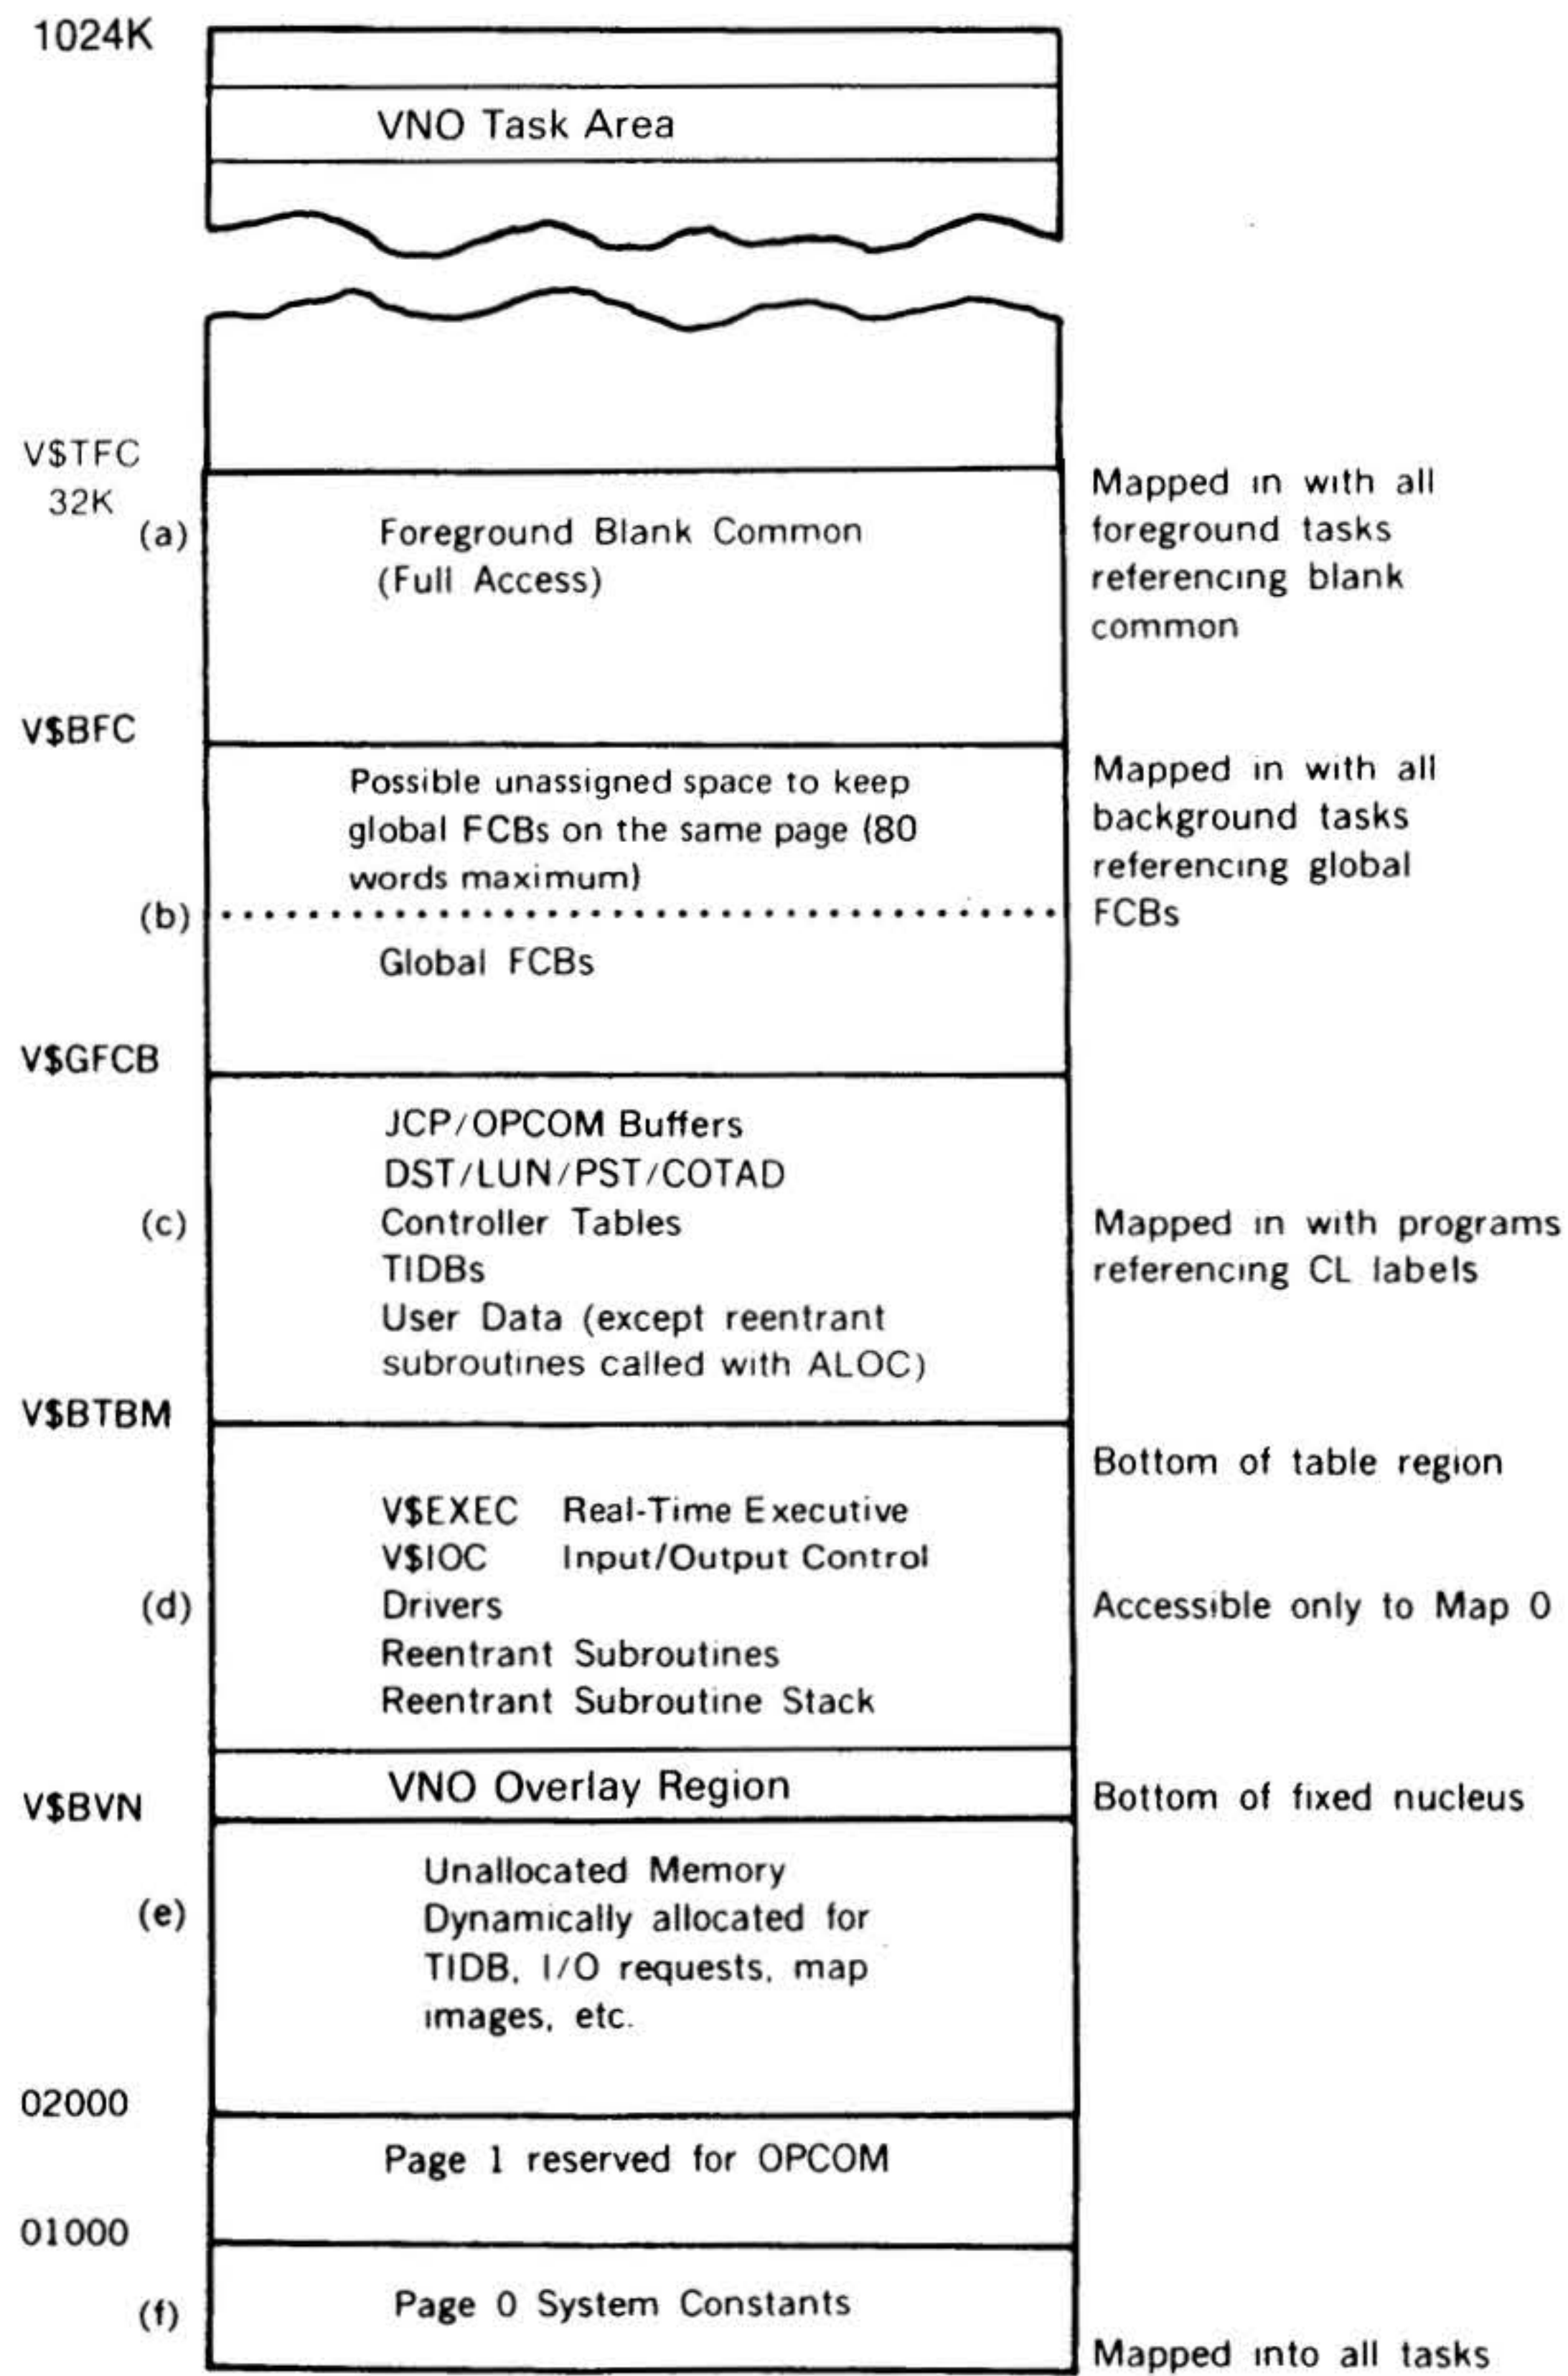 1024K
VNO Task Area
V$TFC
32K
(a)
Foreground Blank Common
(Full Access)
Mapped in with all
foreground tasks
referencing blank
common
V$BFC
Possible unassigned space to keep
global FCBs on the same page (80
words maximum)
(b)
Global FCBs
Mapped in with all
background tasks
referencing global
FCBs
V$GFCB
JCP/OPCOM Buffers
DST/LUN/PST/COTAD
(c)
Controller Tables
TIDBs
User Data (except reentrant
subroutines called with ALOC)
Mapped in with programs
referencing CL labels
V$BTBM
Bottom of table region
V$EXEC Real-Time Executive
V$IOC Input/Output Control
(d)
Drivers
Accessible only to Map 0
Reentrant Subroutines
Reentrant Subroutine Stack
VNO Overlay Region
V$BVN
Bottom of fixed nucleus
Unallocated Memory
(e)
Dynamically allocated for
TIDB, I/O requests, map
images, etc.
02000
Page 1 reserved for OPCOM
01000
(f)
Page 0 System Constants
Mapped into all tasks